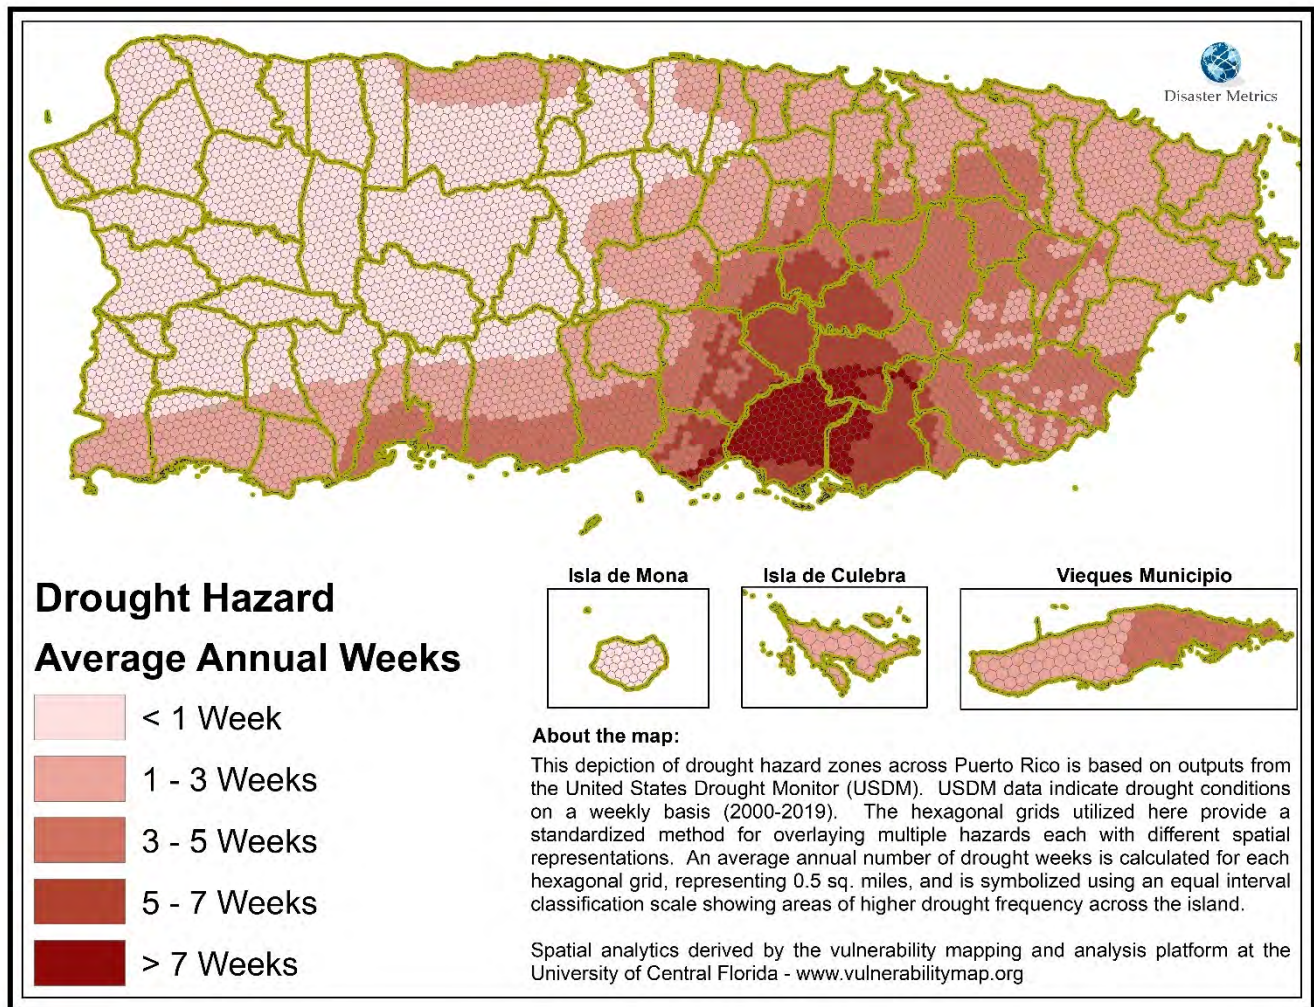 Disaster Metrics
Isla de Mona
Isla de Culebra
Vieques Municipio
Drought Hazard
Average Annual Weeks
< 1 Week
1 - 3 Weeks
3 - 5 Weeks
5 - 7 Weeks
> 7 Weeks
About the map:
This depiction of drought hazard zones across Puerto Rico is based on outputs from
the United States Drought Monitor (USDM). USDM data indicate drought conditions
on a weekly basis (2000-2019). The hexagonal grids utilized here provide a
standardized method for overlaying multiple hazards each with different spatial
representations. An average annual number of drought weeks is calculated for each
hexagonal grid, representing 0.5 sq. miles, and is symbolized using an equal interval
classification scale showing areas of higher drought frequency across the island.
Spatial analytics derived by the vulnerability mapping and analysis platform at the
University of Central Florida - www.vulnerabilitymap.org